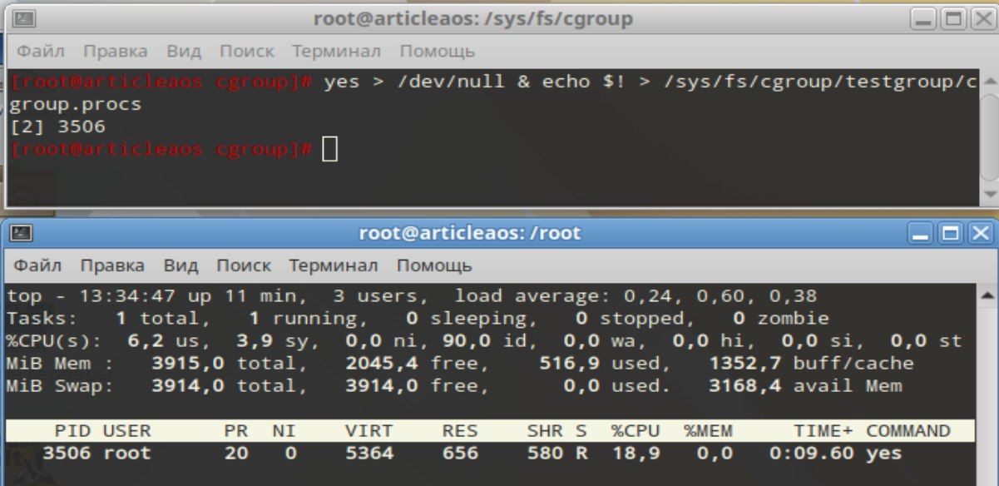 root@articleaos: /sys/fs/cgroup
Файл Правка Вид Поиск Терминал Помощь
[root@articleaos cgroup]# yes > /dev/null & echo $! > /sys/fs/cgroup/testgroup/c
group.procs
[2] 3506
[root@articleaos cgroup]#
root@articleaos: /root
Файл Правка Вид Поиск Терминал Помощь
top - 13:34:47 up 11 min, 3 users, load average: 0,24, 0,60, 0,38
Tasks: 1 total, 1 running, 0 sleeping, 0 stopped, 0 zombie
%CPU(s): 6,2 us, 3,9 sy, 0,0 ni, 90,0 id, 0,0 wa, 0,0 hi, 0,0 si, 0,0 st
MiB Mem : 3915,0 total, 2045,4 free, 516,9 used, 1352,7 buff/cache
MiB Swap: 3914,0 total, 3914,0 free, 0,0 used. 3168,4 avail Mem
PID USER PR NI VIRT RES SHR S %CPU %MEM TIME+ COMMAND
3506 root 20 0 5364 656 580 R 18,9 0,0 0:09.60 yes